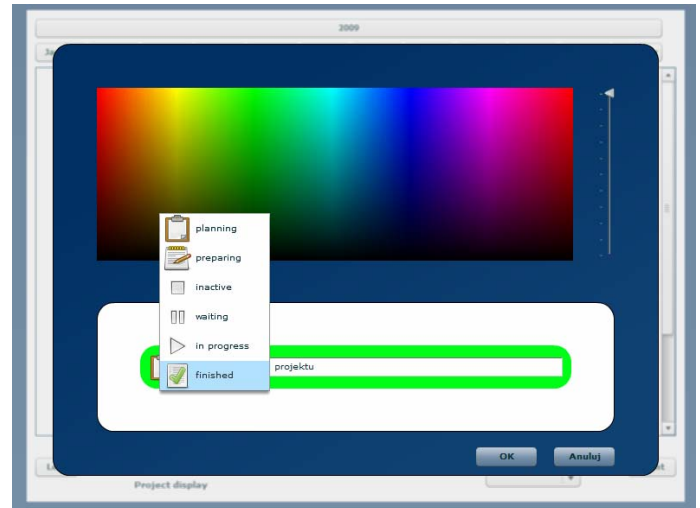 2009
planning
preparing
inactive
waiting
in progress
finished
projektu
OK
Anuluj
Project display